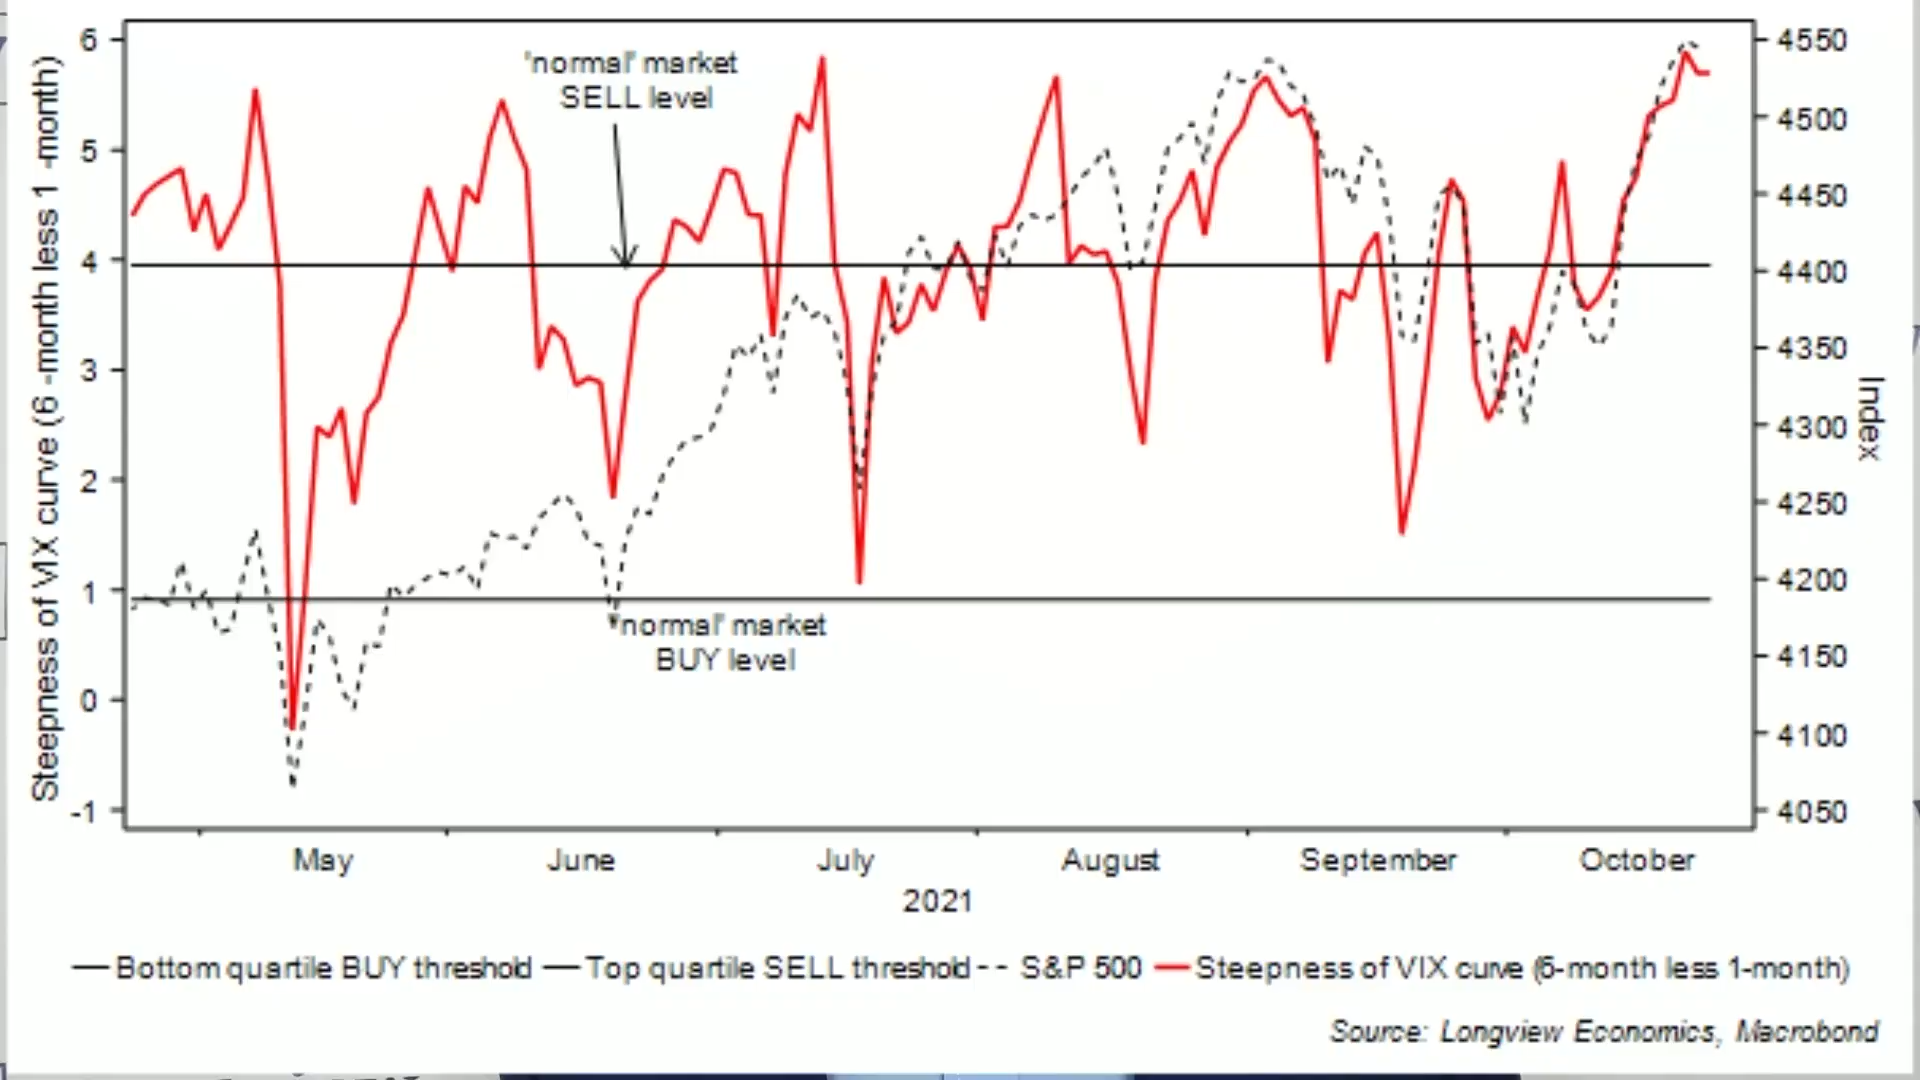 Steepness of VIX curve (6 -month less 1 -month)
6
5
4
3
2
1
0
-1
'normal' market
SELL level
'normal' market
BUY level
4550
4500
4450
4400
4350
4300
4250
4200
4150
4100
4050
Index
May June July August September October
2021
Bottom quartile BUY threshold Top quartile SELL threshold S&P 500 Steepness of VIX curve (6-month less 1-month)
Source: Longview Economics, Macrobond